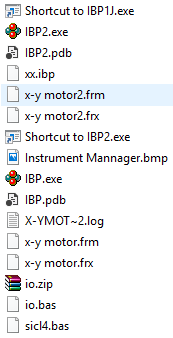 Shortcut to IBP1J.exe
IBP2.exe
IBP2.pdb
xx.ibp
x-y motor2.frm
x-y motor2.frx
Shortcut to IBP2.exe
Instrument Mannager.bmp
IBP.exe
IBP.pdb
X-YMOT~2.log
x-y motor.frm
x-y motor.frx
io.zip
io.bas
sicl4.bas